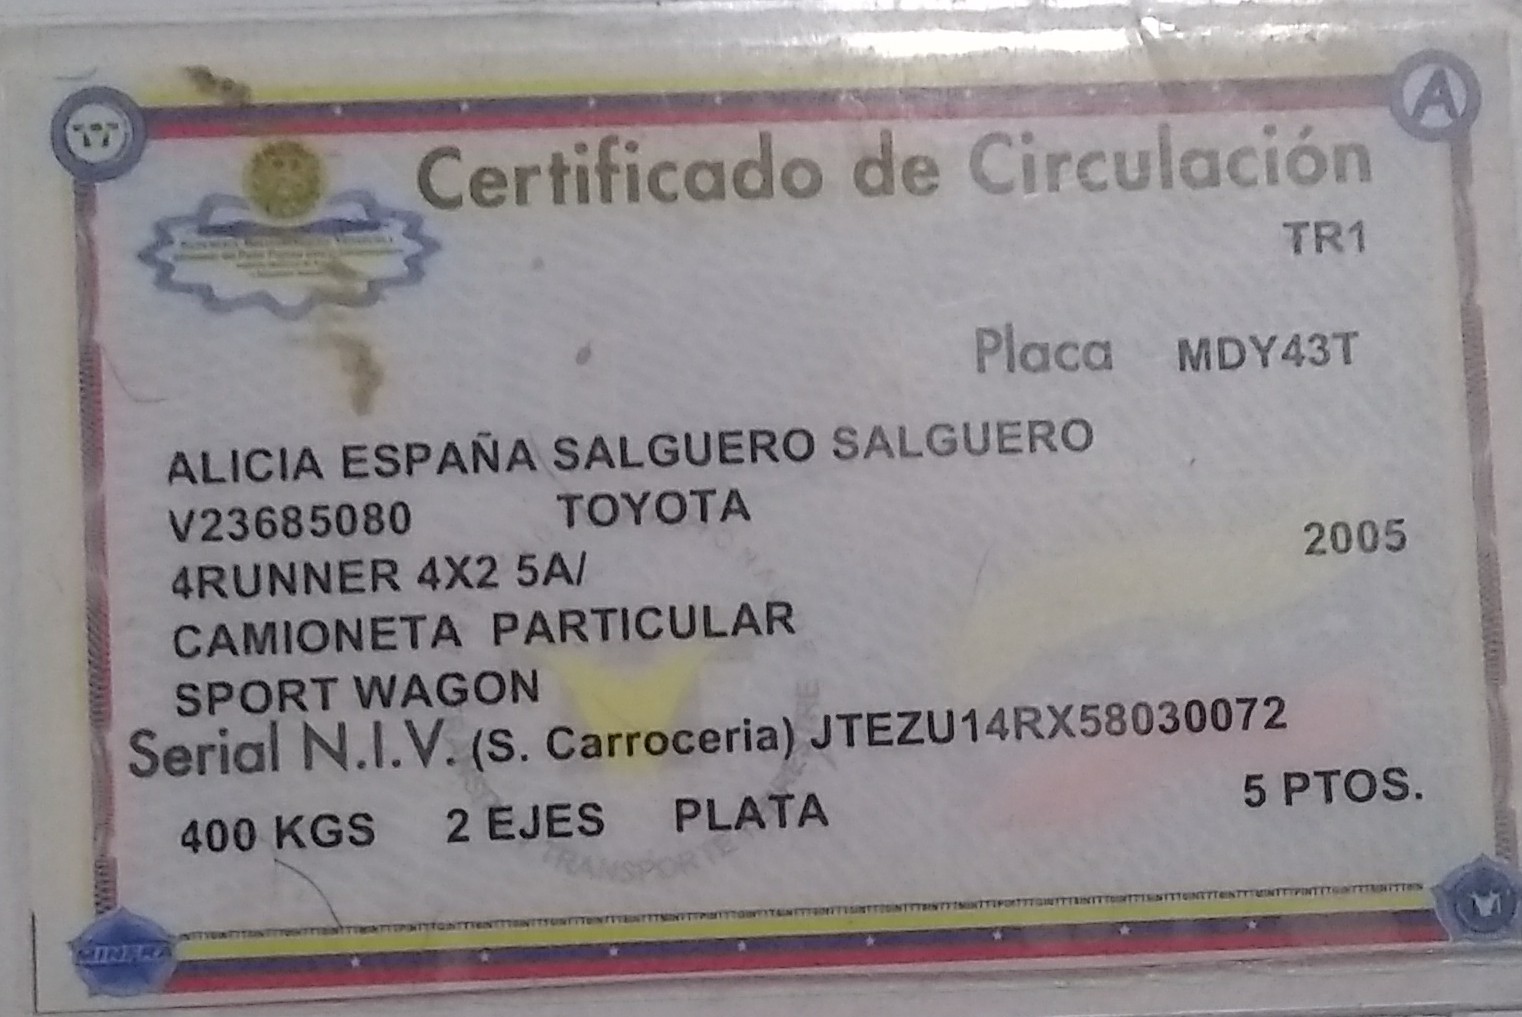 Certificado de Circulación
TR1
Placa MDY43T
ALICIA ESPAÑA SALGUERO SALGUERO
V23685080 TOYOTA
4RUNNER 4X2 5A/ 2005
CAMIONETA PARTICULAR
SPORT WAGON
Serial N.I.V. (S. Carroceria) JTEZU14RX58030072
400 KGS 2 EJES PLATA 5 PTOS.
TRANSPORTE
A